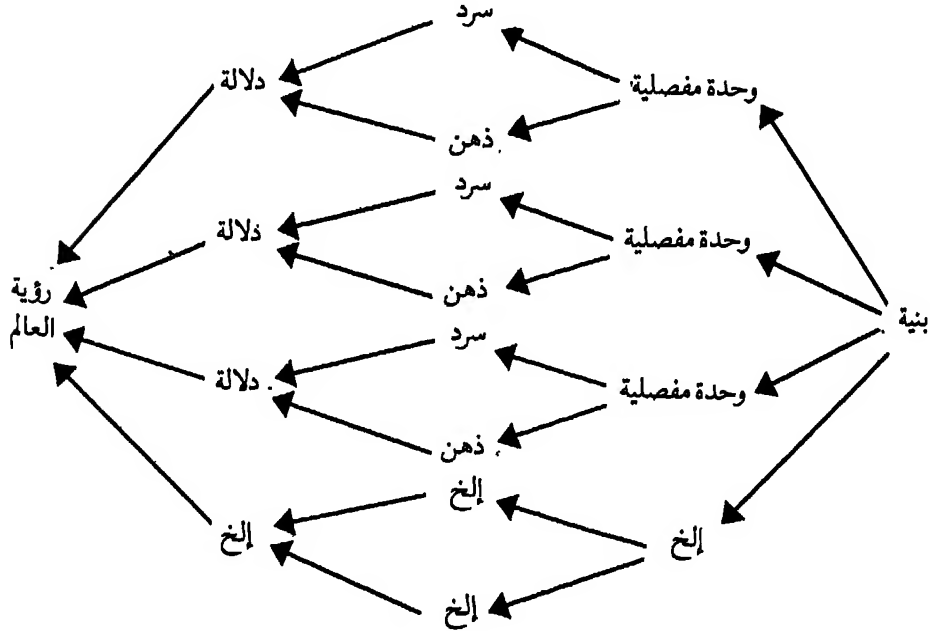 سرد
وحدة مفصلية
دلالة
ذهن
سرد
وحدة مفصلية
دلالة
ذهن
رؤية
العالم
بنية
سرد
وحدة مفصلية
دلالة
ذهن
إلخ
إلخ
إلخ
إلخ